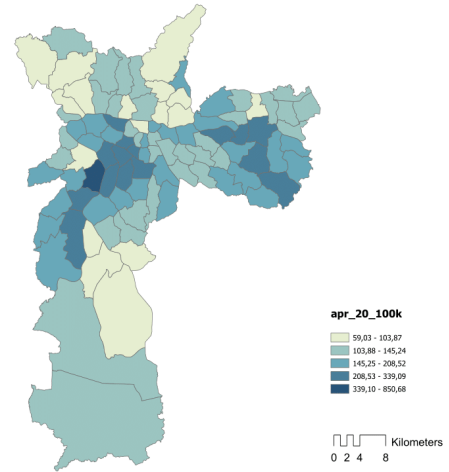 apr_20_100k
59,03 - 103,87
103,88 - 145,24
145,25 - 208,52
208,53 - 339,09
339,10 - 850,68
Kilometers
0 2 4 8